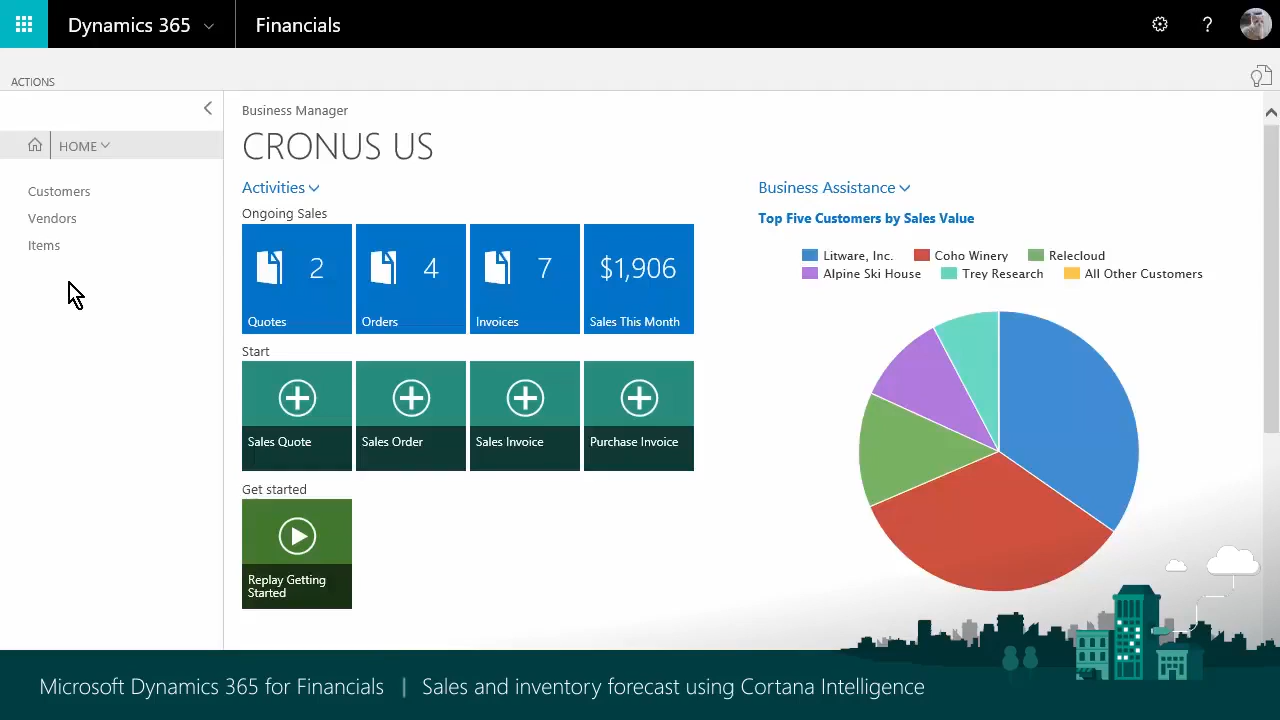 Dynamics 365
Financials
?
ACTIONS
HOME
Customers
Vendors
Items
Business Manager
CRONUS US
Activities
Ongoing Sales
2
Quotes
4
Orders
7
Invoices
$1,906
Sales This Month
Start
Sales Quote
Sales Order
Sales Invoice
Purchase Invoice
Get started
Replay Getting
Started
Business Assistance
Top Five Customers by Sales Value
Litware, Inc. Coho Winery Relecloud
Alpine Ski House Trey Research All Other Customers
Microsoft Dynamics 365 for Financials | Sales and inventory forecast using Cortana Intelligence